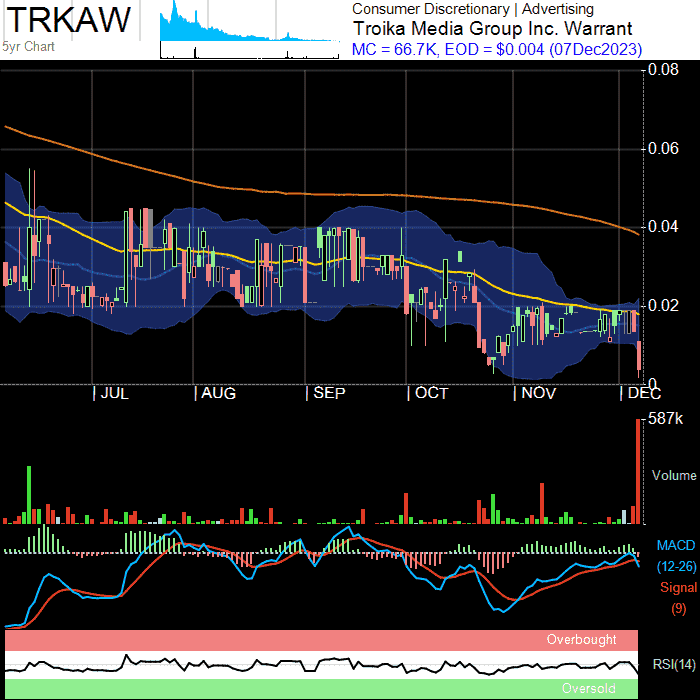 TRKAW
5yr Chart
Consumer Discretionary | Advertising
Troika Media Group Inc. Warrant
MC = 66.7K, EOD = $0.004 (07Dec2023)
0.08
0.06
0.04
0.02
0
JUL AUG SEP OCT NOV DEC
587k
Volume
MACD
(12-26)
Signal
(9)
Overbought
RSI(14)
Oversold